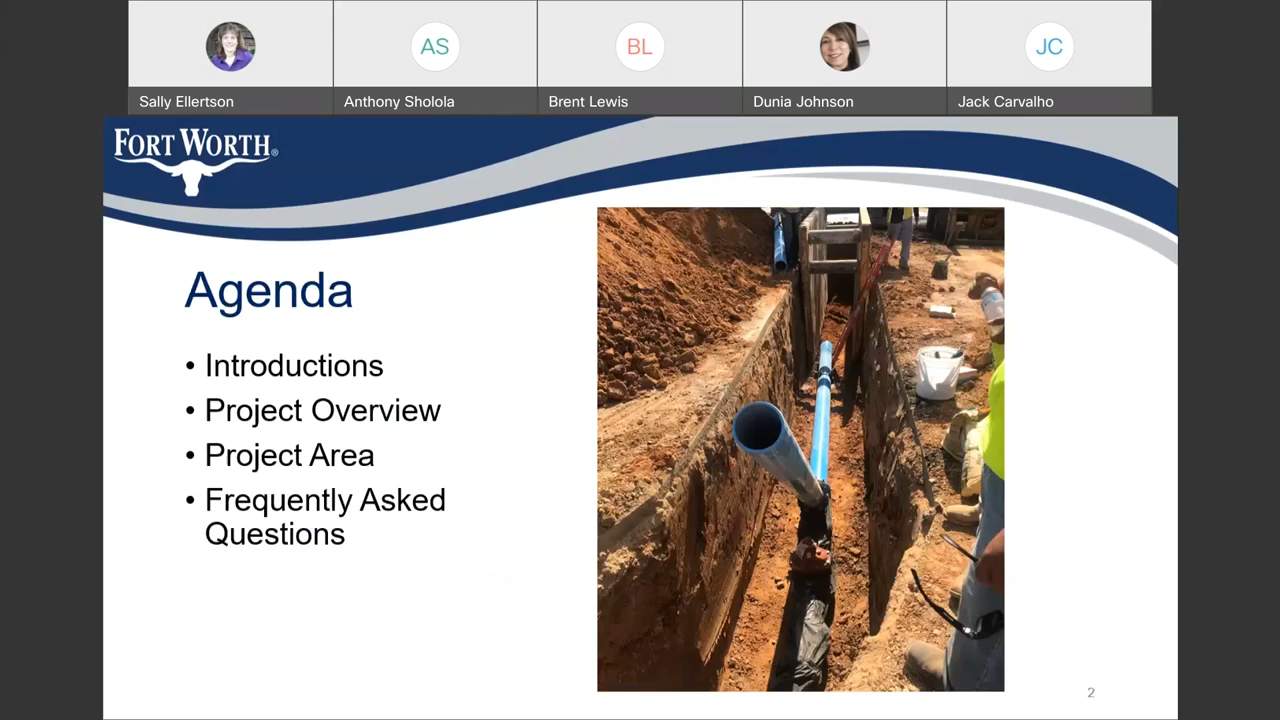 AS
BL
JC
Sally Ellertson
Anthony Sholola
Brent Lewis
Dunia Johnson
Jack Carvalho
FORT WORTH®
Agenda
• Introductions
• Project Overview
• Project Area
• Frequently Asked
Questions
2